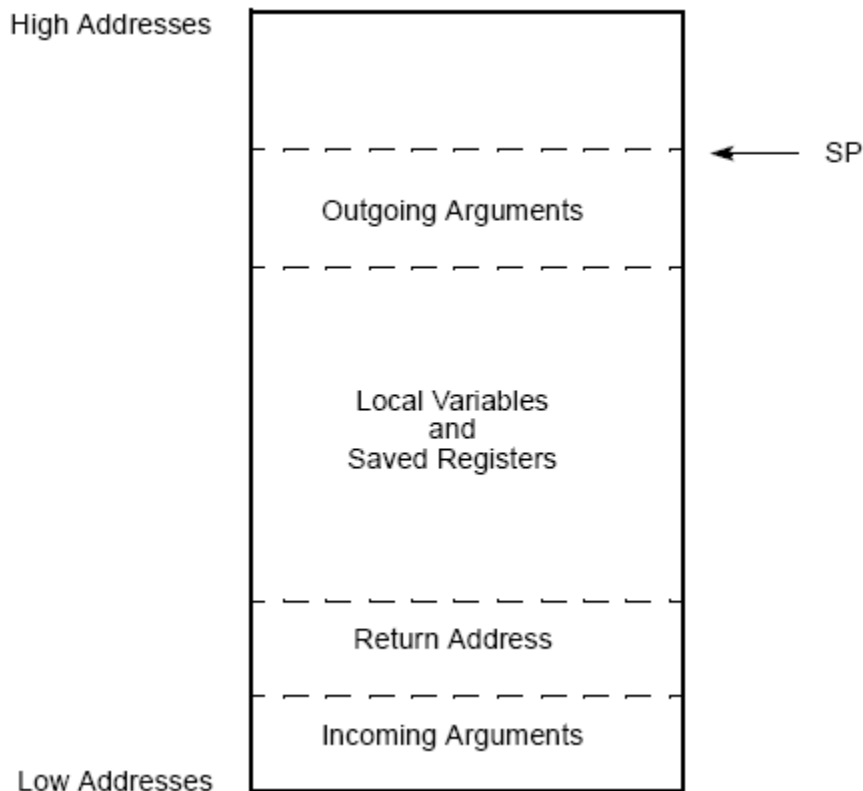 High Addresses
SP
Outgoing Arguments
Local Variables
and
Saved Registers
Return Address
Incoming Arguments
Low Addresses